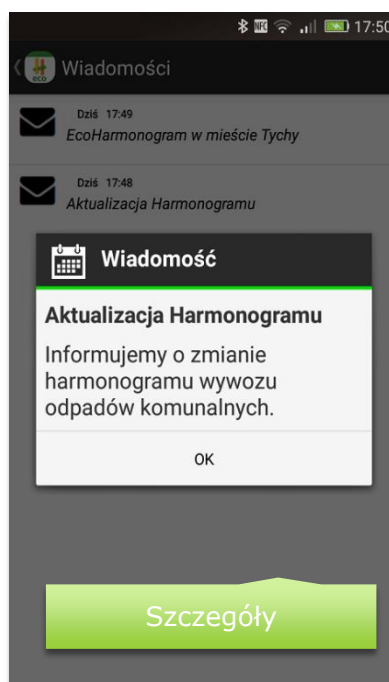 17:50
Wiadomości
Dziś 17:49
EcoHarmonogram w mieście Tychy
Dziś 17:48
Aktualizacja Harmonogramu
Wiadomość
Aktualizacja Harmonogramu
Informujemy o zmianie
harmonogramu wywozu
odpadów komunalnych.
OK
Szczegóły